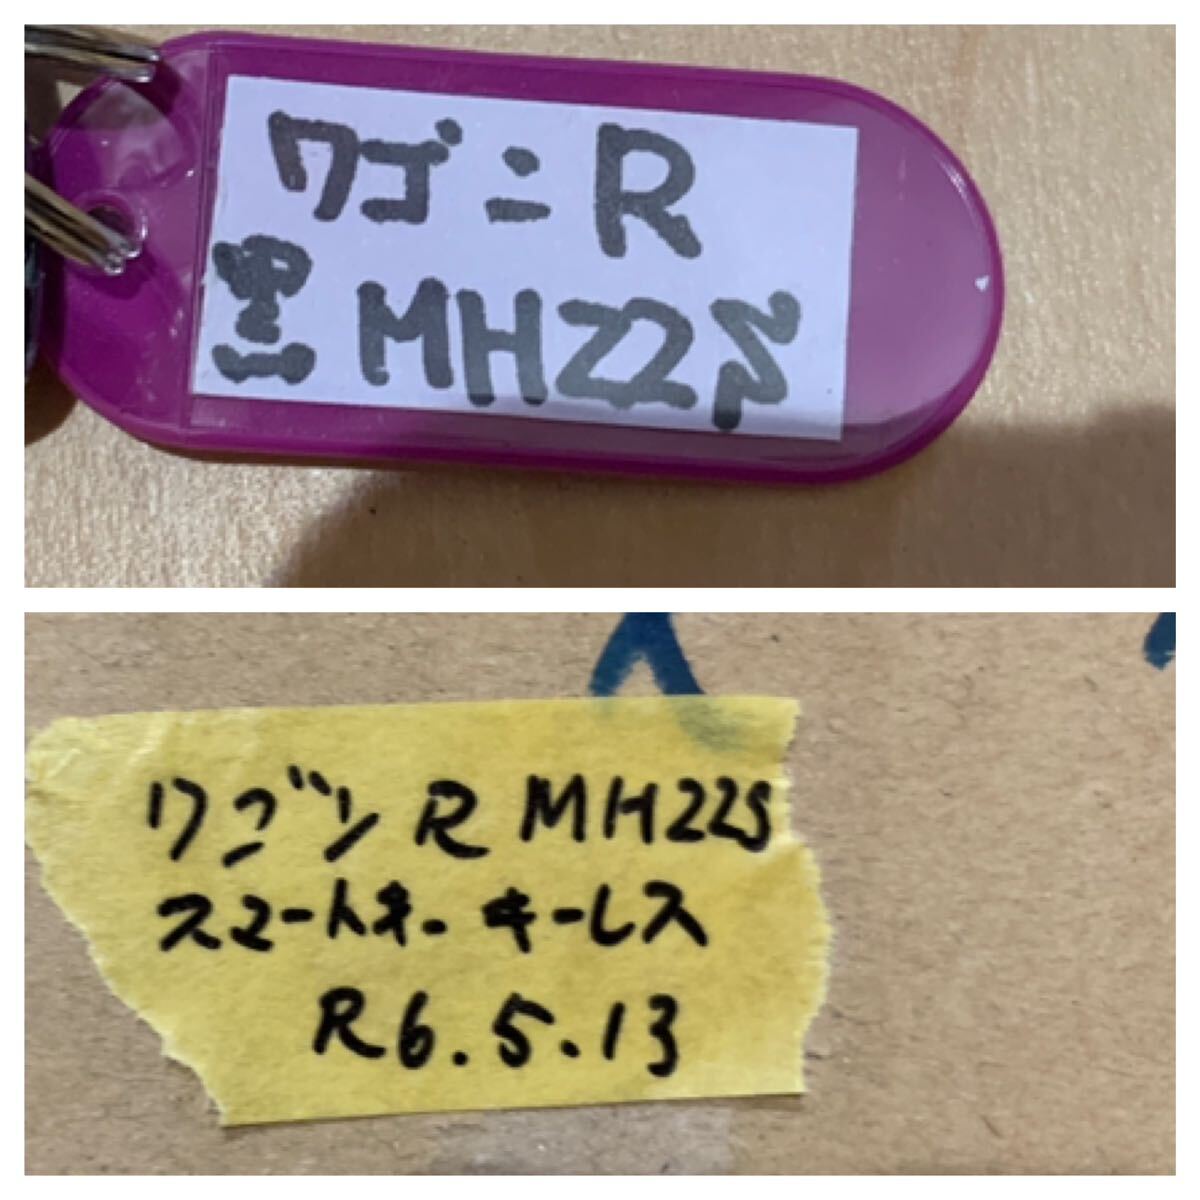 ワゴンR
黒 MH22S
ワゴンR MH22S
スマートキー キーレス
R6.5.13